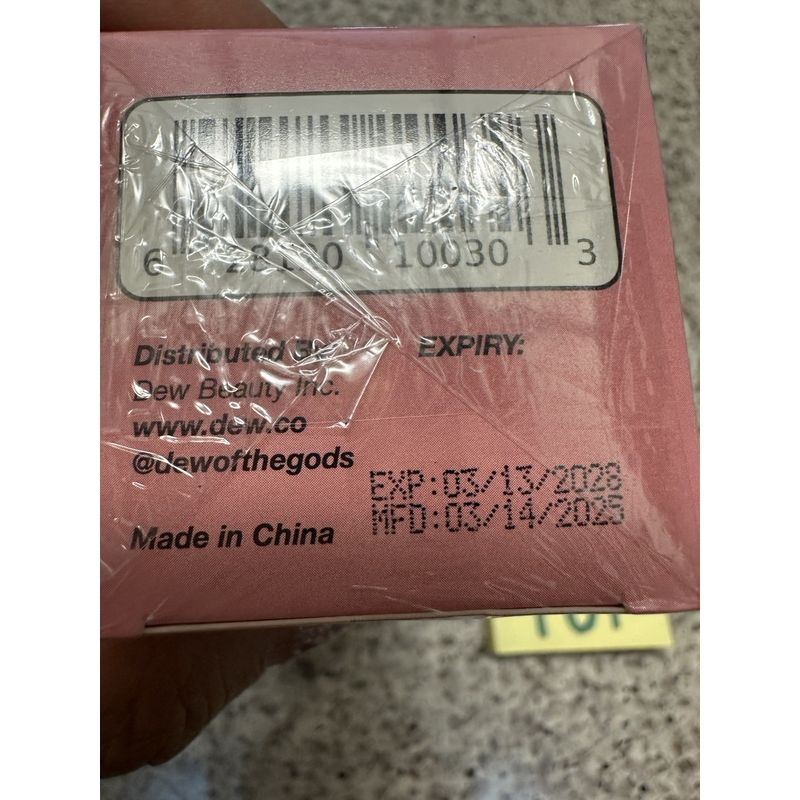 6 28120 10030 3
Distributed By
EXPIRY:
Dew Beauty Inc.
www.dew.co
@dewofthegods
EXP:03/13/2028
MFD:03/14/2025
Made in China